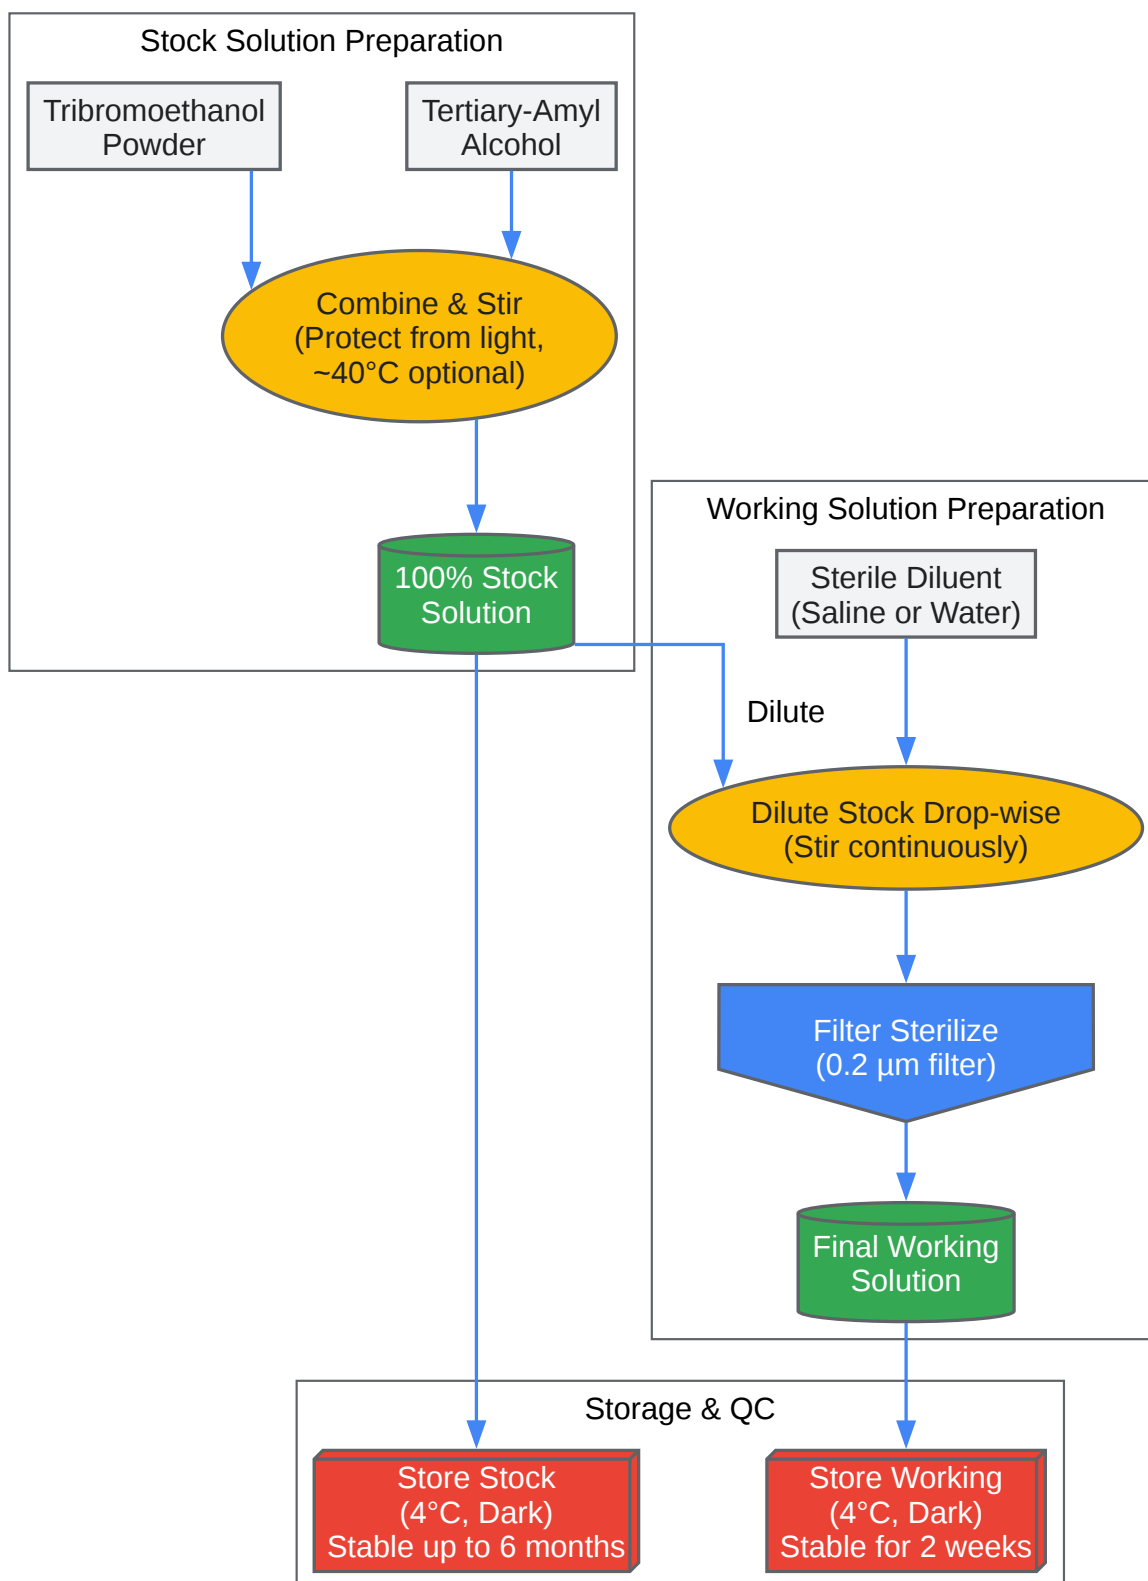 Stock Solution Preparation
Tribromoethanol
Powder
Tertiary-Amyl
Alcohol
Combine & Stir
(Protect from light,
~40°C optional)
100% Stock
Solution
Working Solution Preparation
Sterile Diluent
(Saline or Water)
Dilute
Dilute Stock Drop-wise
(Stir continuously)
Filter Sterilize
(0.2 µm filter)
Final Working
Solution
Storage & QC
Store Stock
(4°C, Dark)
Stable up to 6 months
Store Working
(4°C, Dark)
Stable for 2 weeks